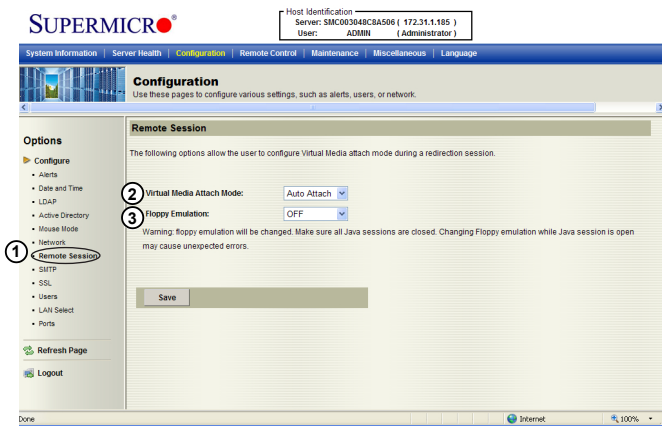 SUPERMICR®
Host Identification
Server: SMC003048C8A506 ( 172.31.1.185 )
User: ADMIN ( Administrator )
System Information | Server Health | Configuration | Remote Control | Maintenance | Miscellaneous | Language
Configuration
Use these pages to configure various settings, such as alerts, users, or network.
Options
Configure
• Alerts
• Date and Time
• LDAP
• Active Directory
• Mouse Mode
• Network
1 • Remote Session
• SMTP
• SSL
• Users
• LAN Select
• Ports
Refresh Page
Logout
Remote Session
The following options allow the user to configure Virtual Media attach mode during a redirection session.
2 Virtual Media Attach Mode: Auto Attach
3 Floppy Emulation: OFF
Warning: floppy emulation will be changed. Make sure all Java sessions are closed. Changing Floppy emulation while Java session is open
may cause unexpected errors.
Save
Done Internet 100%